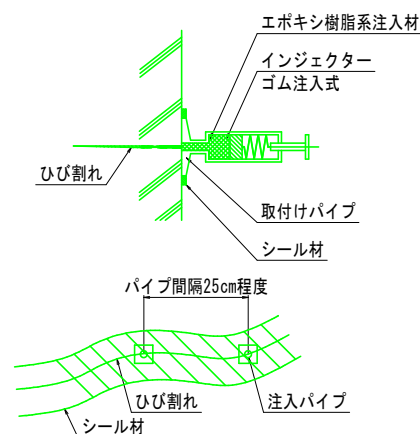 エポキシ樹脂系注入材
インジェクター
ゴム注入式
ひび割れ
取付けパイプ
シール材
パイプ間隔25cm程度
ひび割れ
注入パイプ
シール材